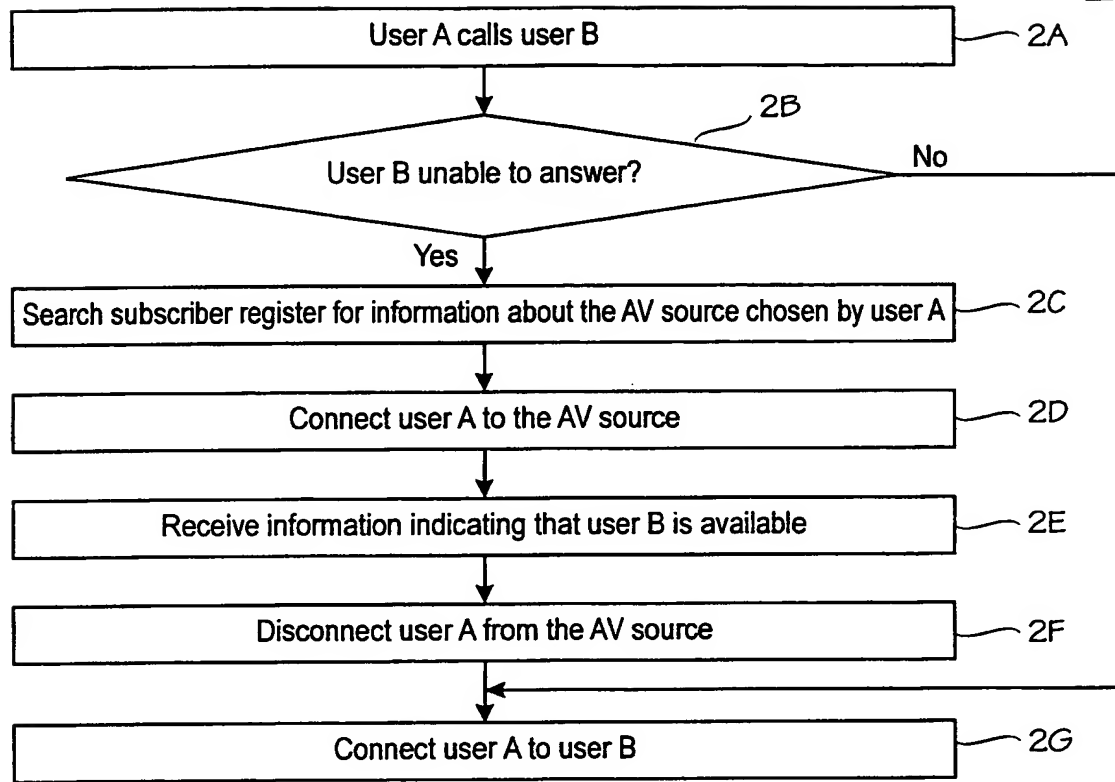 User A calls user B
2A
2B
User B unable to answer?
No
Yes
Search subscriber register for information about the AV source chosen by user A
2C
Connect user A to the AV source
2D
Receive information indicating that user B is available
2E
Disconnect user A from the AV source
2F
Connect user A to user B
2G